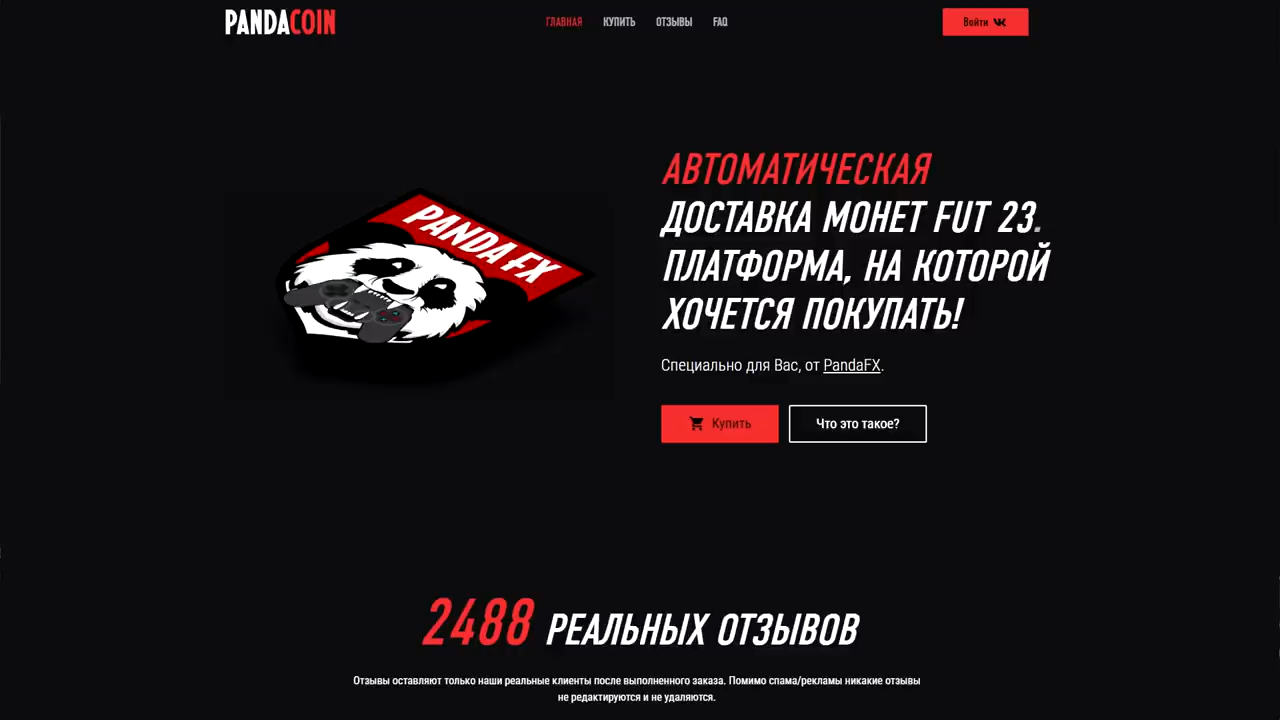 PANDACOIN
ГЛАВНАЯ КУПИТЬ ОТЗЫВЫ FAQ
Войти
PANDA FX
АВТОМАТИЧЕСКАЯ
ДОСТАВКА МОНЕТ FUT 23.
ПЛАТФОРМА, НА КОТОРОЙ
ХОЧЕТСЯ ПОКУПАТЬ!
Специально для Вас, от PandaFX.
Купить
Что это такое?
2488 РЕАЛЬНЫХ ОТЗЫВОВ
Отзывы оставляют только наши реальные клиенты после выполненного заказа. Помимо спама/рекламы никакие отзывы
не редактируются и не удаляются.